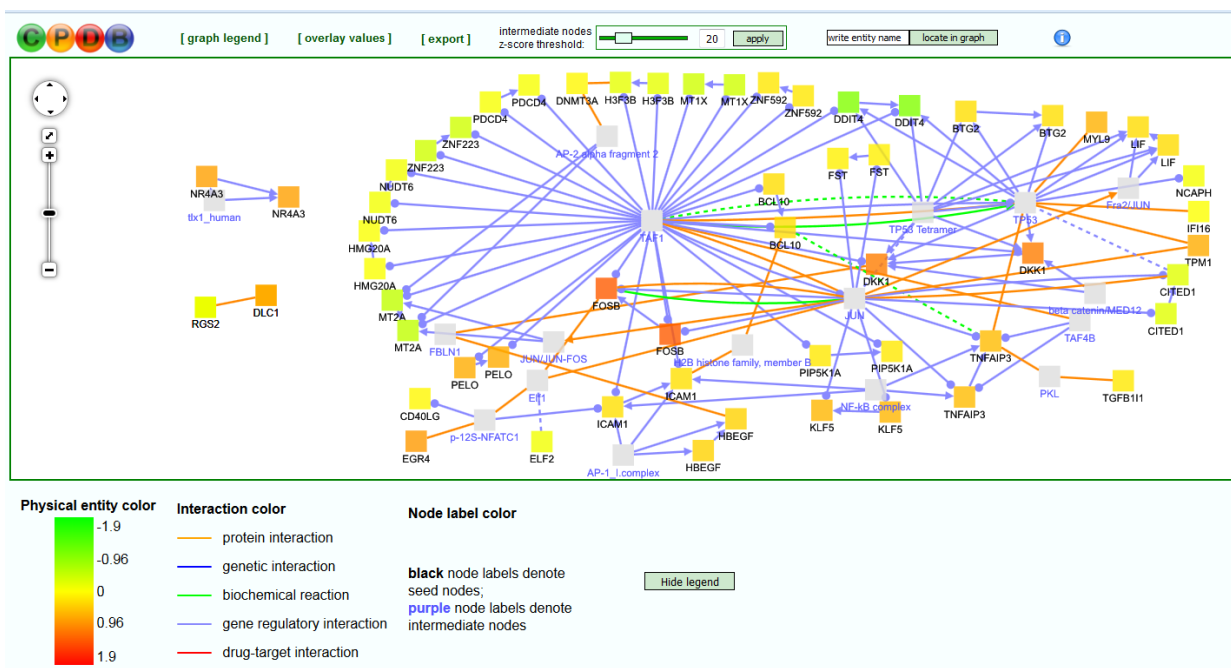 C P D B
[ graph legend ]
[ overlay values ]
[ export ]
intermediate nodes
z-score threshold:
20
apply
write entity name
locate in graph
i
PDCD4
DNMT3A
H3F3B
H3F3B
MT1X
MT1X
ZNF592
ZNF592
PDCD4
DDIT4
DDIT4
BTG2
BTG2
MYL9
LIF
LIF
ZNF223
ZNF223
AP-2 alpha fragment 2
FST
FST
NR4A3
tlx1_human
NR4A3
NUDT6
NUDT6
BCL10
BCL10
NCAPH
Fra2/JUN
IFI16
TAF1
TP53 Tetramer
TP53
HMG20A
HMG20A
TPM1
DKK1
DKK1
CITED1
CITED1
RGS2
DLC1
MT2A
MT2A
FOSB
FOSB
JUN
beta catenin/MED12
TAF4B
FBLN1
JUN/JUN-FOS
H2B histone family, member B
PIP5K1A
PIP5K1A
TNFAIP3
TNFAIP3
PELO
PELO
Elf1
ICAM1
ICAM1
NF-kB complex
PKL
TGFB1I1
CD40LG
p-12S-NFATC1
EGR4
ELF2
KLF5
KLF5
HBEGF
HBEGF
AP-1_l.complex
Physical entity color
-1.9
-0.96
0
0.96
1.9
Interaction color
protein interaction
genetic interaction
biochemical reaction
gene regulatory interaction
drug-target interaction
Node label color
black node labels denote
seed nodes;
purple node labels denote
intermediate nodes
Hide legend